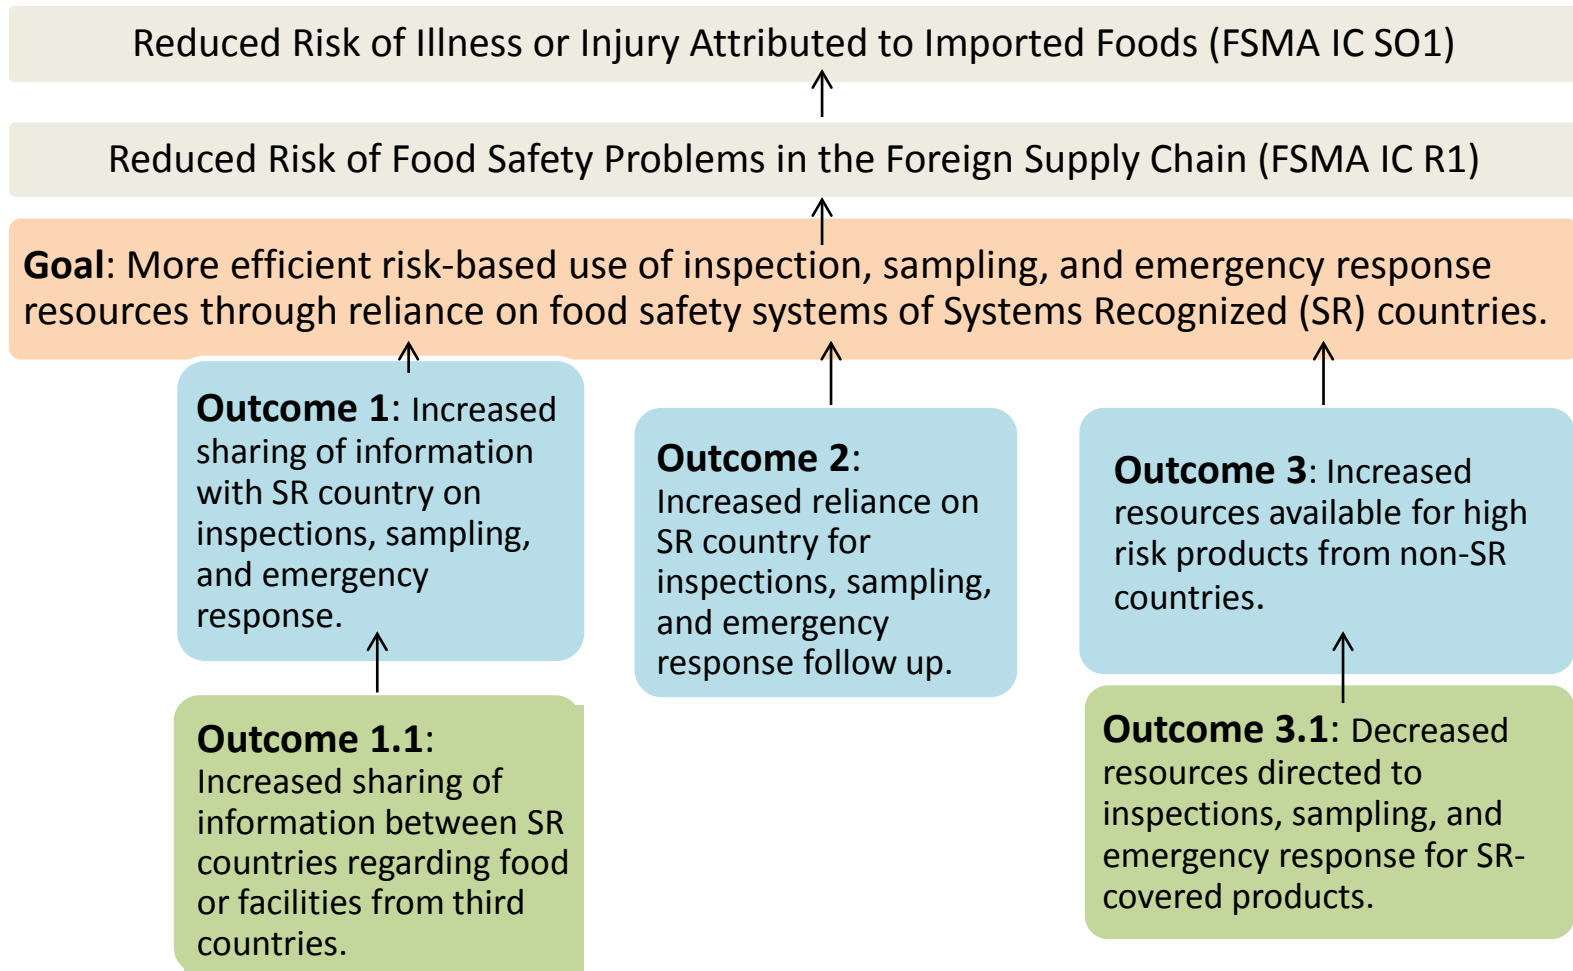 Reduced Risk of Illness or Injury Attributed to Imported Foods (FSMA IC SO1)
Reduced Risk of Food Safety Problems in the Foreign Supply Chain (FSMA IC R1)
Goal: More efficient risk-based use of inspection, sampling, and emergency response
resources through reliance on food safety systems of Systems Recognized (SR) countries.
Outcome 1: Increased
sharing of information
with SR country on
inspections, sampling,
and emergency
response.
Outcome 2:
Increased reliance on
SR country for
inspections, sampling,
and emergency
response follow up.
Outcome 3: Increased
resources available for high
risk products from non-SR
countries.
Outcome 1.1:
Increased sharing of
information between SR
countries regarding food
or facilities from third
countries.
Outcome 3.1: Decreased
resources directed to
inspections, sampling, and
emergency response for SR-
covered products.